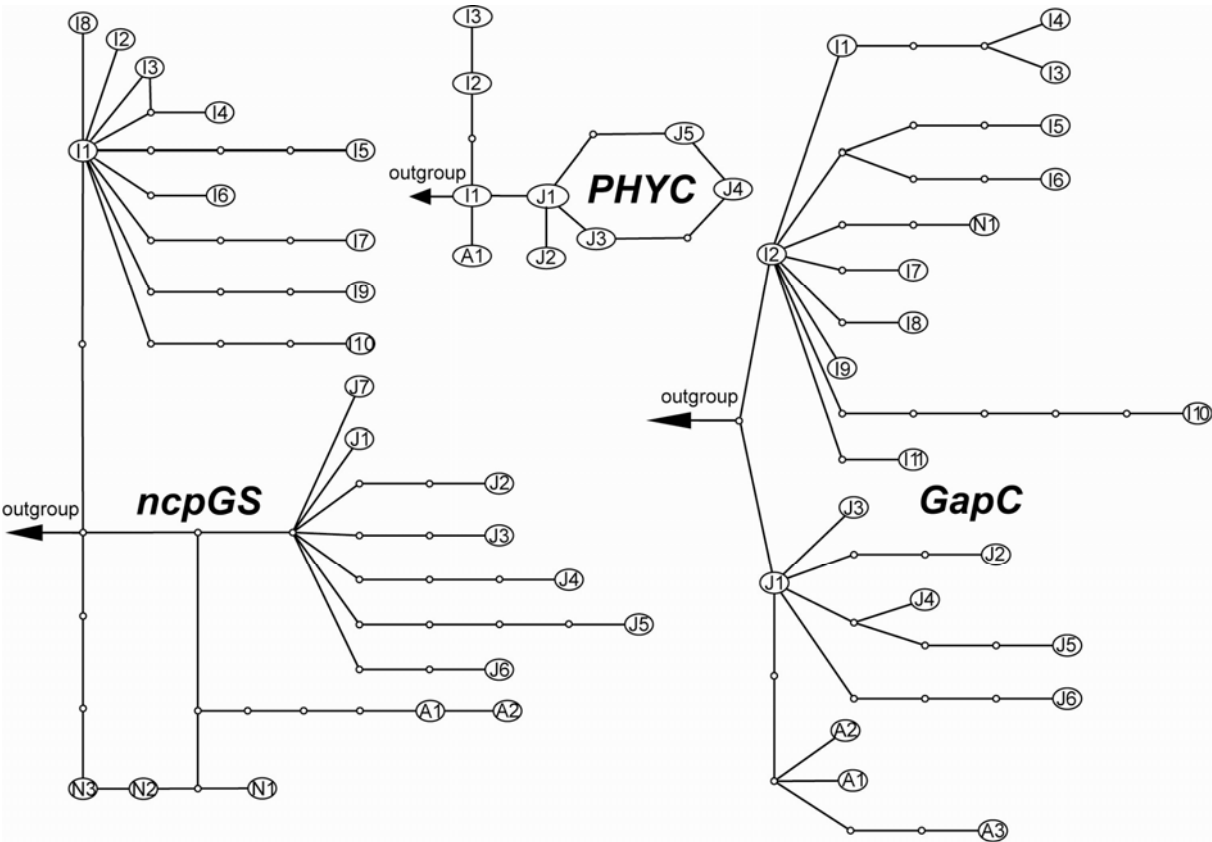 I8
I2
I3
I4
I1
I5
I6
I7
I9
I10
J7
J1
J2
outgroup
ncpGS
J3
J4
J5
J6
A1
A2
N3
N2
N1
I3
I2
outgroup
I1
J1
PHYC
J5
J4
J3
A1
J2
I4
I1
I3
I5
I6
N1
I2
I7
I8
I9
outgroup
I10
I11
GapC
J3
J2
J1
J4
J5
J6
A2
A1
A3